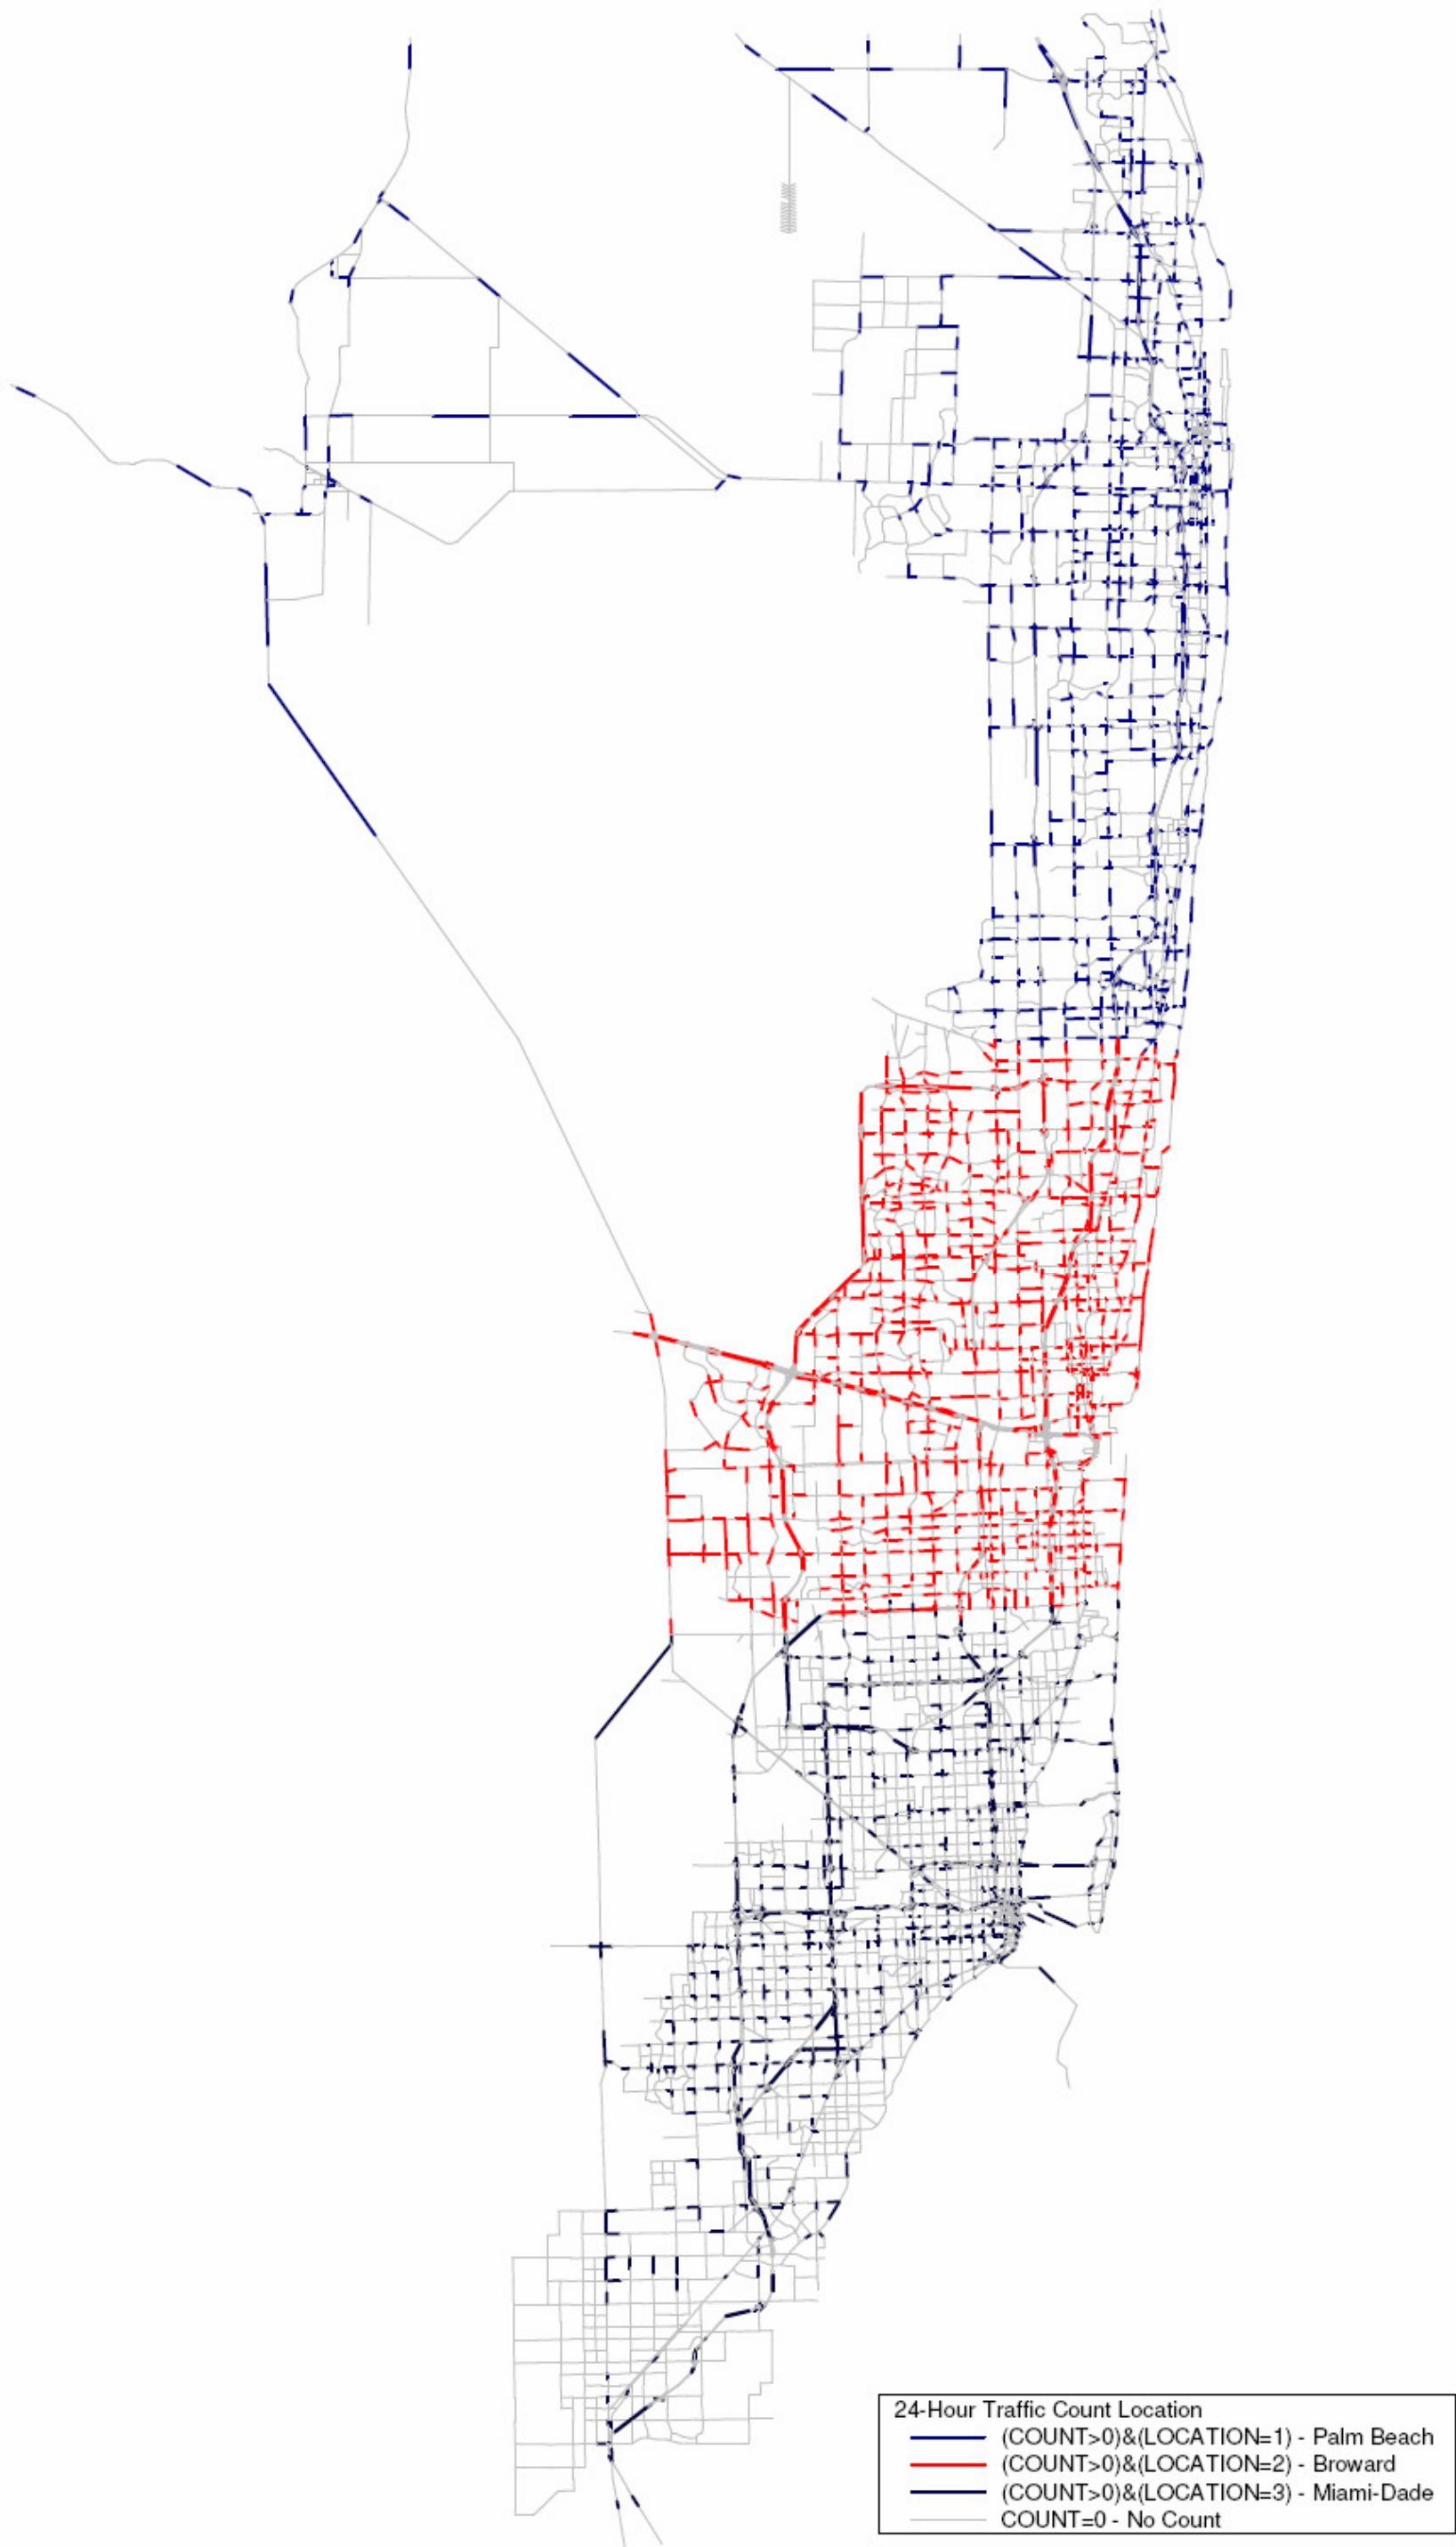 24-Hour Traffic Count Location
(COUNT>0)&(LOCATION=1) - Palm Beach
(COUNT>0)&(LOCATION=2) - Broward
(COUNT>0)&(LOCATION=3) - Miami-Dade
COUNT=0 - No Count